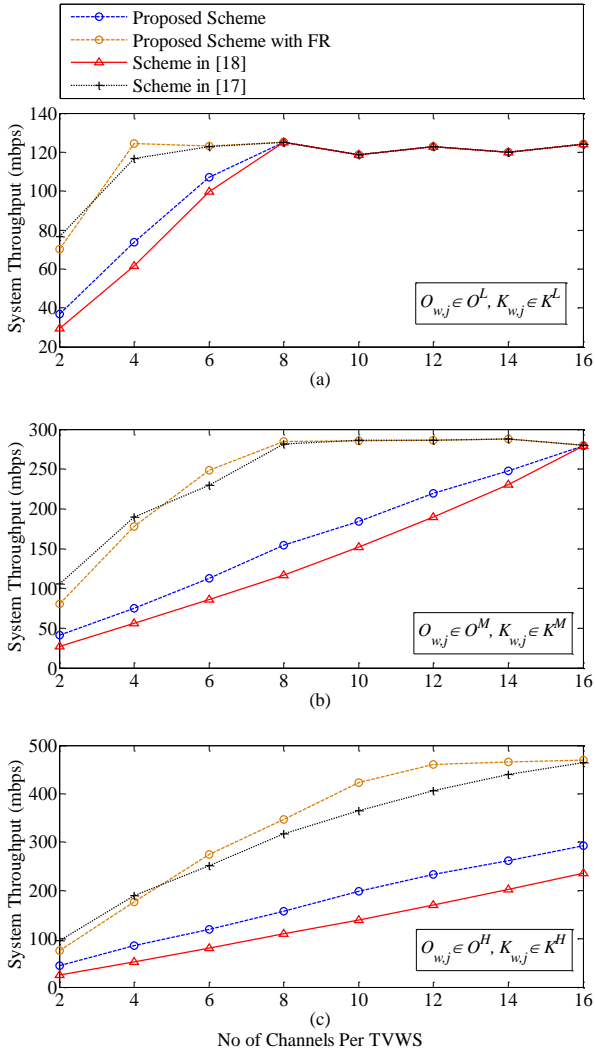 Proposed Scheme
Proposed Scheme with FR
Scheme in [18]
Scheme in [17]
140
120
100
80
60
40
20
System Throughput (mbps)
O_{w,j} ∈ O^L, K_{w,j} ∈ K^L
2 4 6 8 10 12 14 16
(a)
300
250
200
150
100
50
0
System Throughput (mbps)
O_{w,j} ∈ O^M, K_{w,j} ∈ K^M
2 4 6 8 10 12 14 16
(b)
500
400
300
200
100
0
System Throughput (mbps)
O_{w,j} ∈ O^H, K_{w,j} ∈ K^H
2 4 6 8 10 12 14 16
(c)
No of Channels Per TVWS